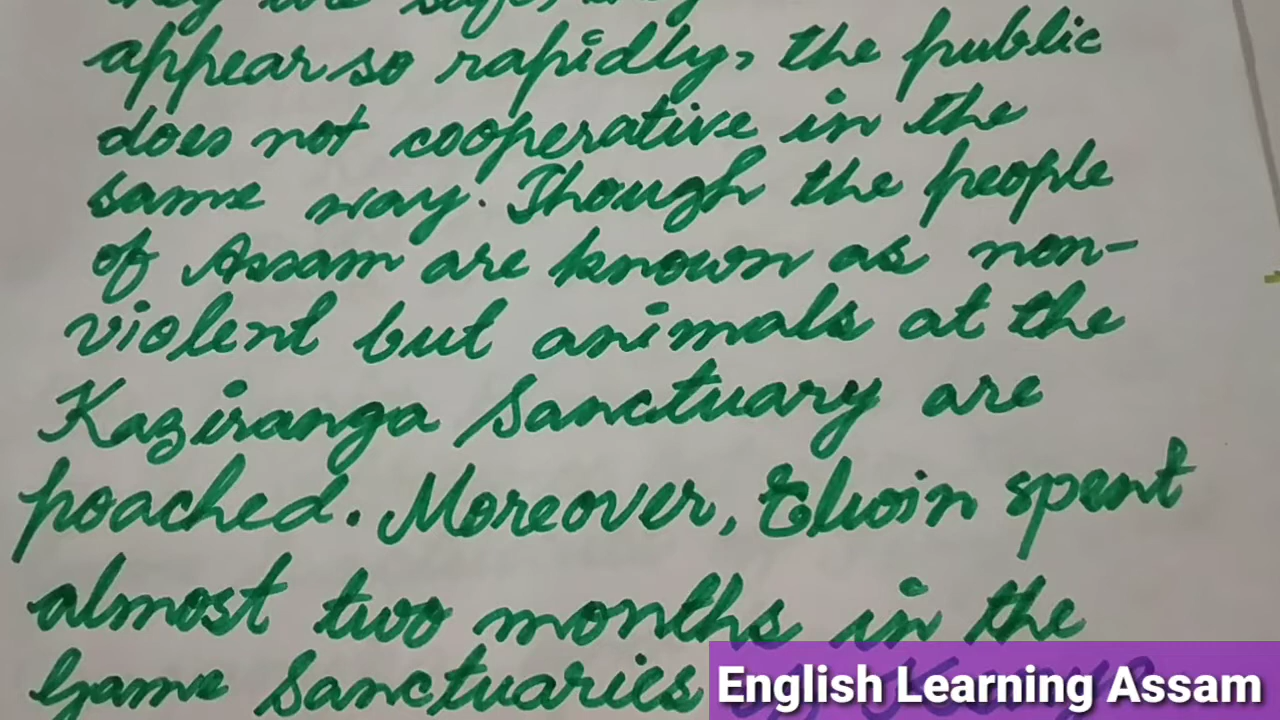 appear so rapidly, the public
does not cooperative in the
same way. Though the people
of Assam are known as non-
violent but animals at the
Kaziranga Sanctuary are
poached. Moreover, Elwin spent
almost two months in the
Game Sanctuaries
English Learning Assam